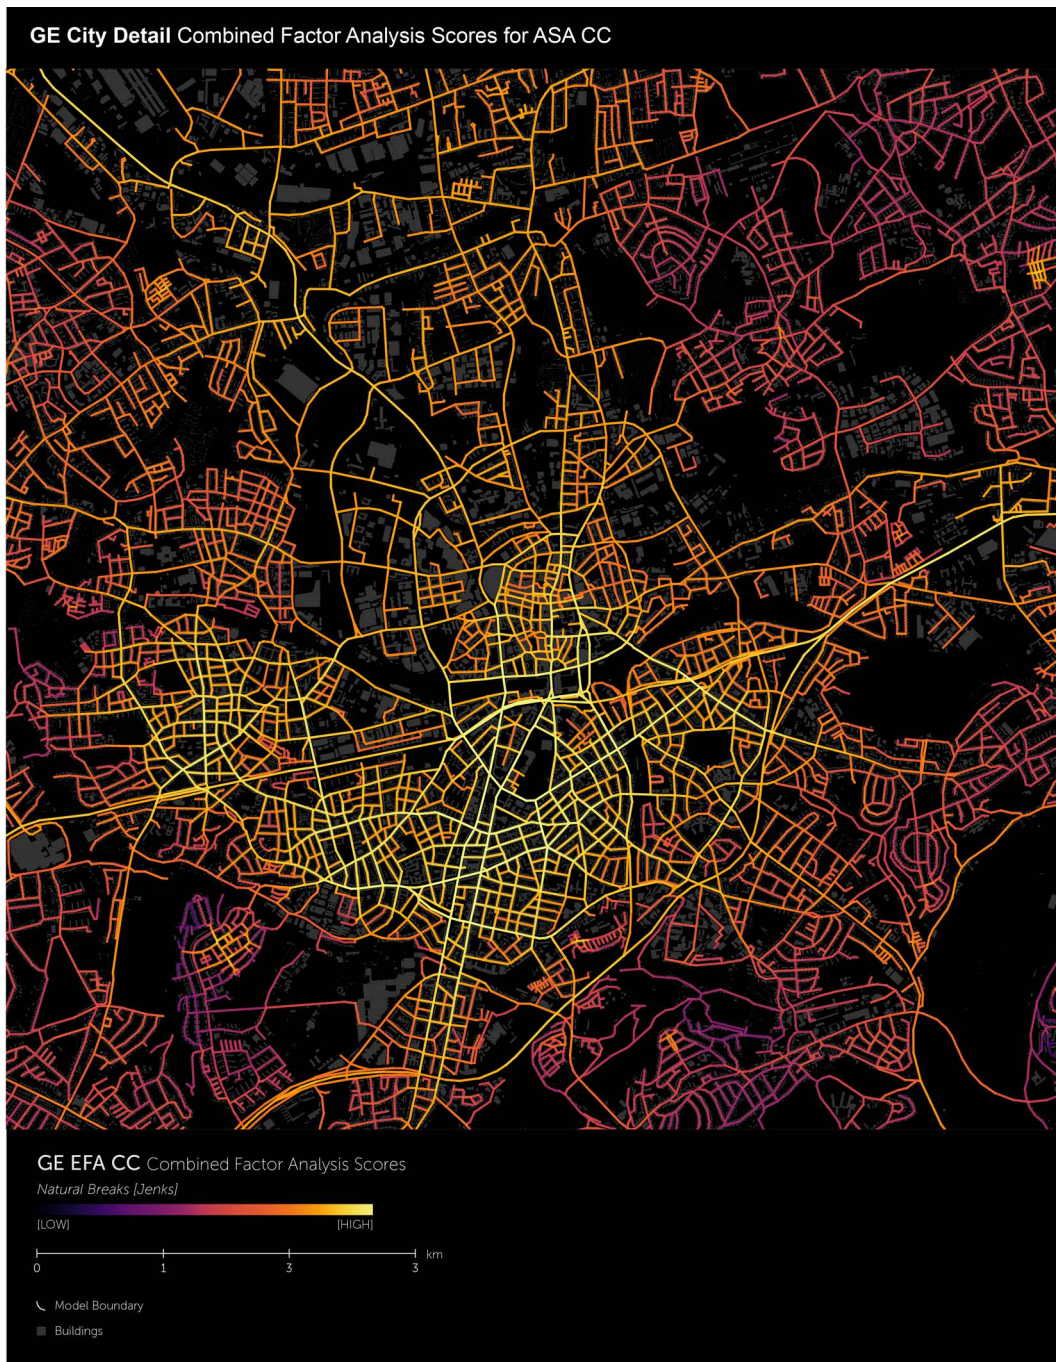 GE City Detail Combined Factor Analysis Scores for ASA CC
GE EFA CC Combined Factor Analysis Scores
Natural Breaks [Jenks]
[LOW] [HIGH]
km
0 1 3 3
Model Boundary
Buildings